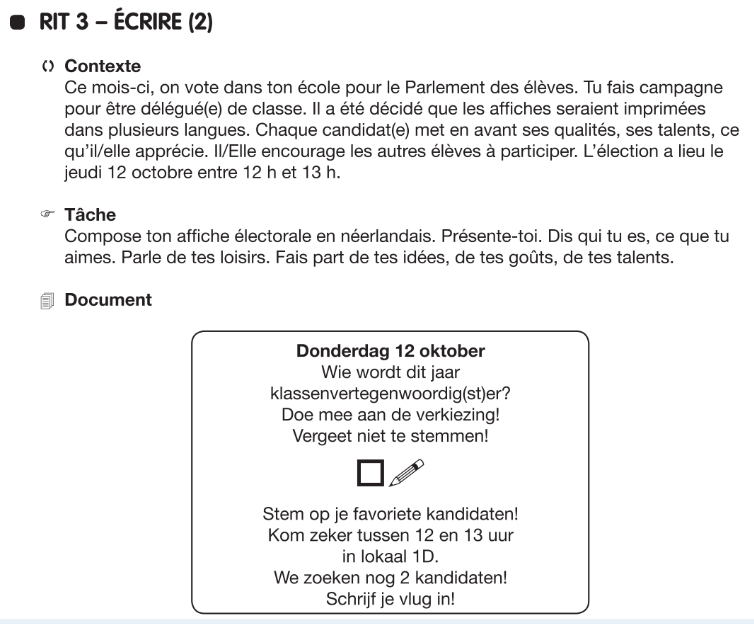 RIT 3 – ÉCRIRE (2)
Contexte
Ce mois-ci, on vote dans ton école pour le Parlement des élèves. Tu fais campagne
pour être délégué(e) de classe. Il a été décidé que les affiches seraient imprimées
dans plusieurs langues. Chaque candidat(e) met en avant ses qualités, ses talents, ce
qu'il/elle apprécie. Il/Elle encourage les autres élèves à participer. L'élection a lieu le
jeudi 12 octobre entre 12 h et 13 h.
Tâche
Compose ton affiche électorale en néerlandais. Présente-toi. Dis qui tu es, ce que tu
aimes. Parle de tes loisirs. Fais part de tes idées, de tes goûts, de tes talents.
Document
Donderdag 12 oktober
Wie wordt dit jaar
klassenvertegenwoordig(st)er?
Doe mee aan de verkiezing!
Vergeet niet te stemmen!
Stem op je favoriete kandidaten!
Kom zeker tussen 12 en 13 uur
in lokaal 1D.
We zoeken nog 2 kandidaten!
Schrijf je vlug in!